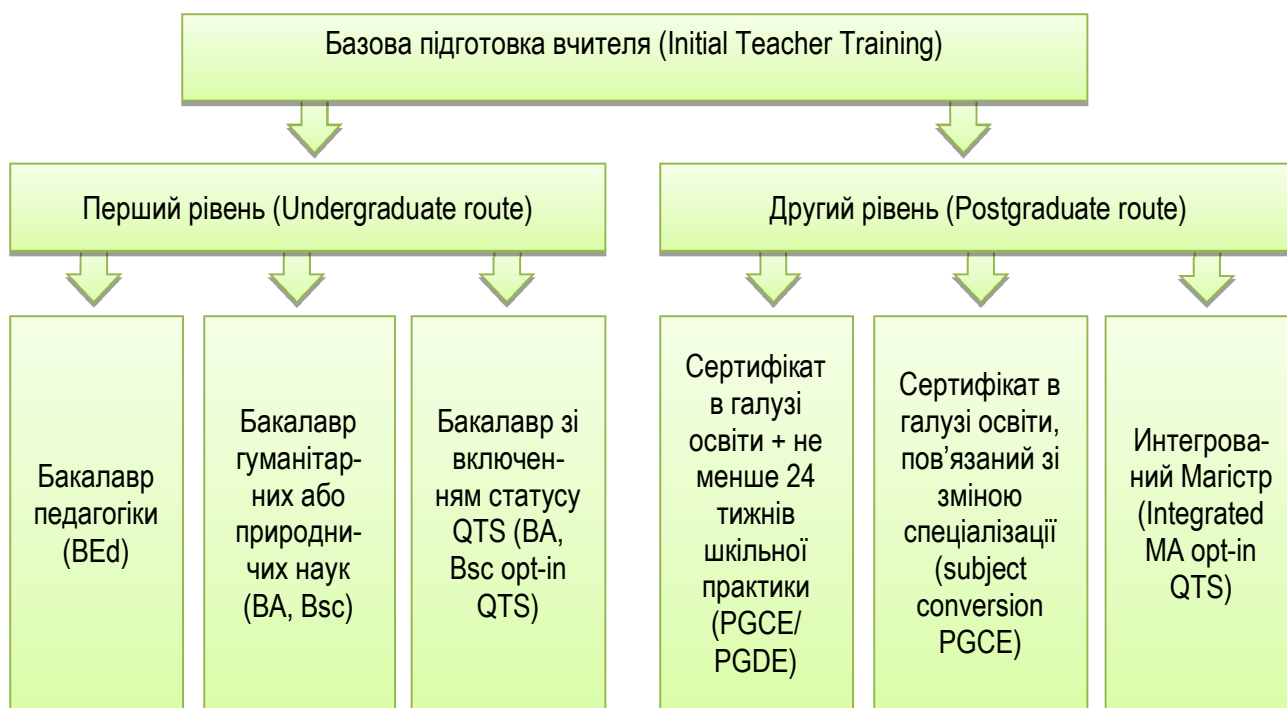 Базова підготовка вчителя (Initial Teacher Training)
Перший рівень (Undergraduate route)
Другий рівень (Postgraduate route)
Бакалавр
педагогіки
(BEd)
Бакалавр
гуманітар-
них або
природни-
чих наук
(BA, Bsc)
Бакалавр зі
включен-
ням статусу
QTS (BA,
Bsc opt-in
QTS)
Сертифікат
в галузі
освіти + не
менше 24
тижнів
шкільної
практики
(PGCE/
PGDE)
Сертифікат в
галузі освіти,
пов’язаний зі
зміною
спеціалізації
(subject
conversion
PGCE)
Интегрова-
ний Магістр
(Integrated
MA opt-in
QTS)